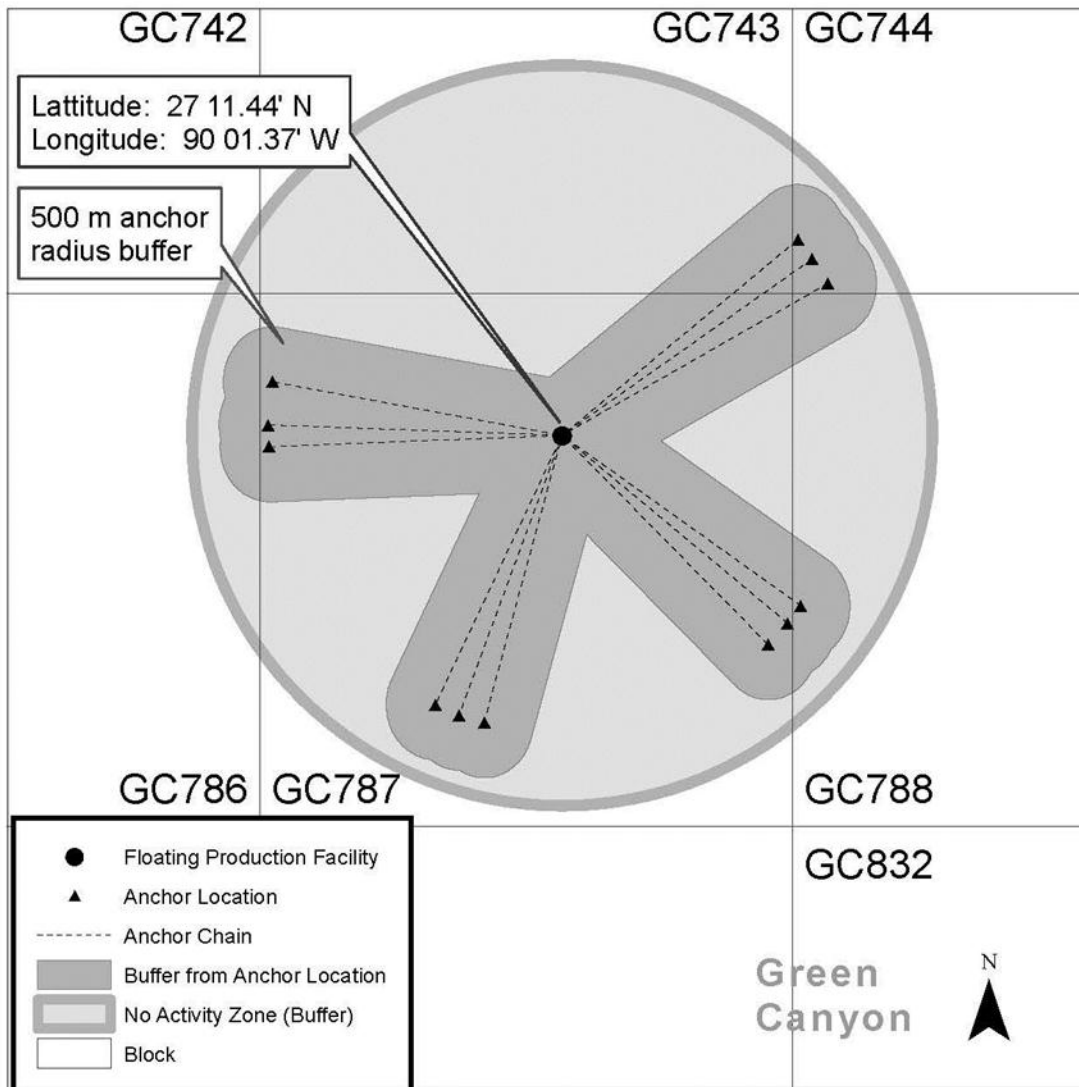 GC742
GC743
GC744
Lattitude: 27 11.44' N
Longitude: 90 01.37' W
500 m anchor
radius buffer
GC786
GC787
GC788
GC832
Floating Production Facility
Anchor Location
Anchor Chain
Buffer from Anchor Location
No Activity Zone (Buffer)
Block
Green
Canyon
N